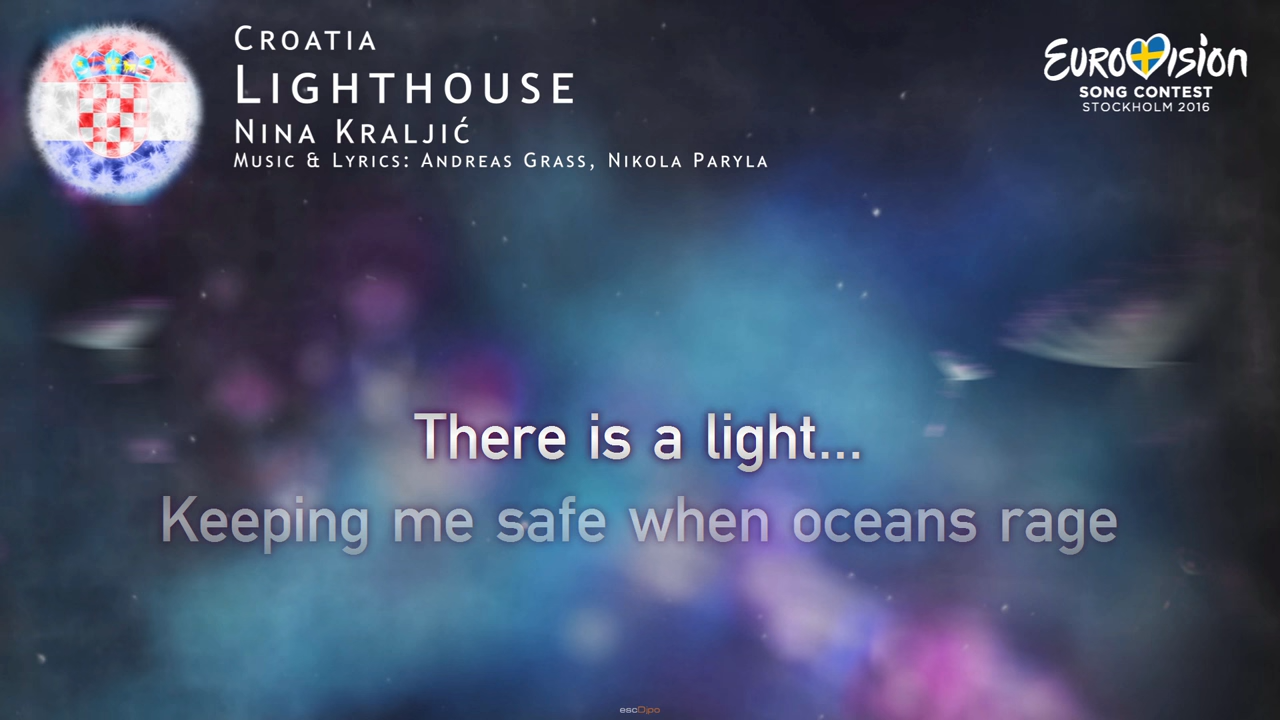 Croatia
Lighthouse
Nina Kraljić
Music & Lyrics: Andreas Grass, Nikola Paryla
Eurovision
SONG CONTEST
STOCKHOLM 2016
There is a light...
Keeping me safe when oceans rage
escDipo